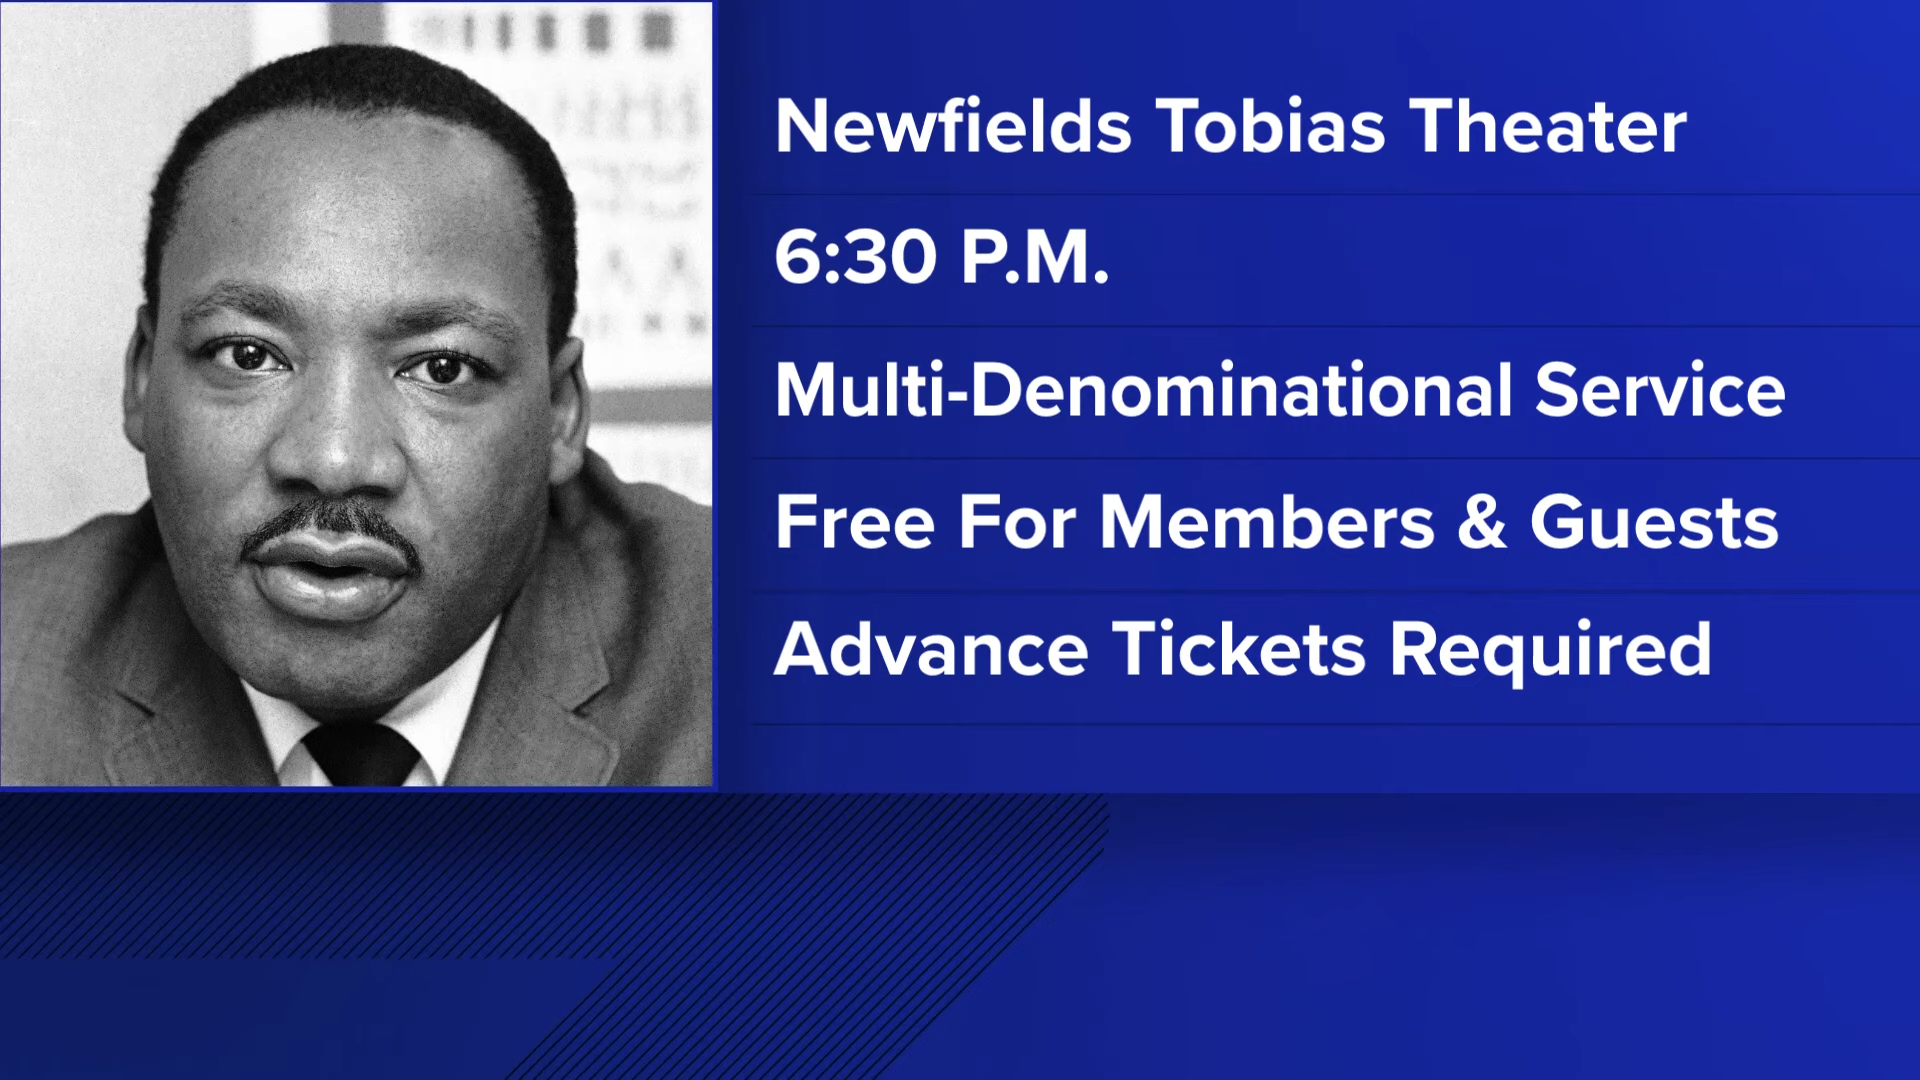 Newfields Tobias Theater
6:30 P.M.
Multi-Denominational Service
Free For Members & Guests
Advance Tickets Required